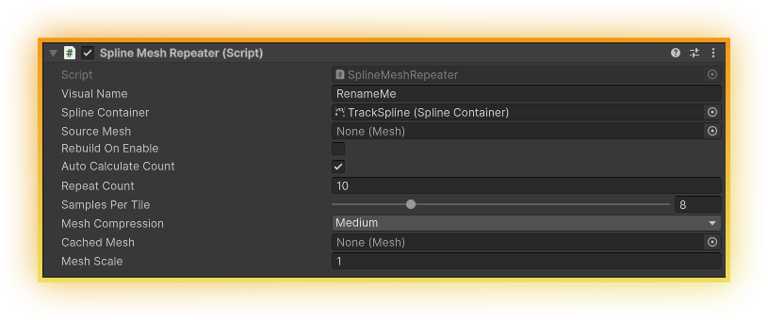 # Spline Mesh Repeater (Script)
Script # SplineMeshRepeater
Visual Name RenameMe
Spline Container TrackSpline (Spline Container)
Source Mesh None (Mesh)
Rebuild On Enable
Auto Calculate Count
Repeat Count 10
Samples Per Tile 8
Mesh Compression Medium
Cached Mesh None (Mesh)
Mesh Scale 1